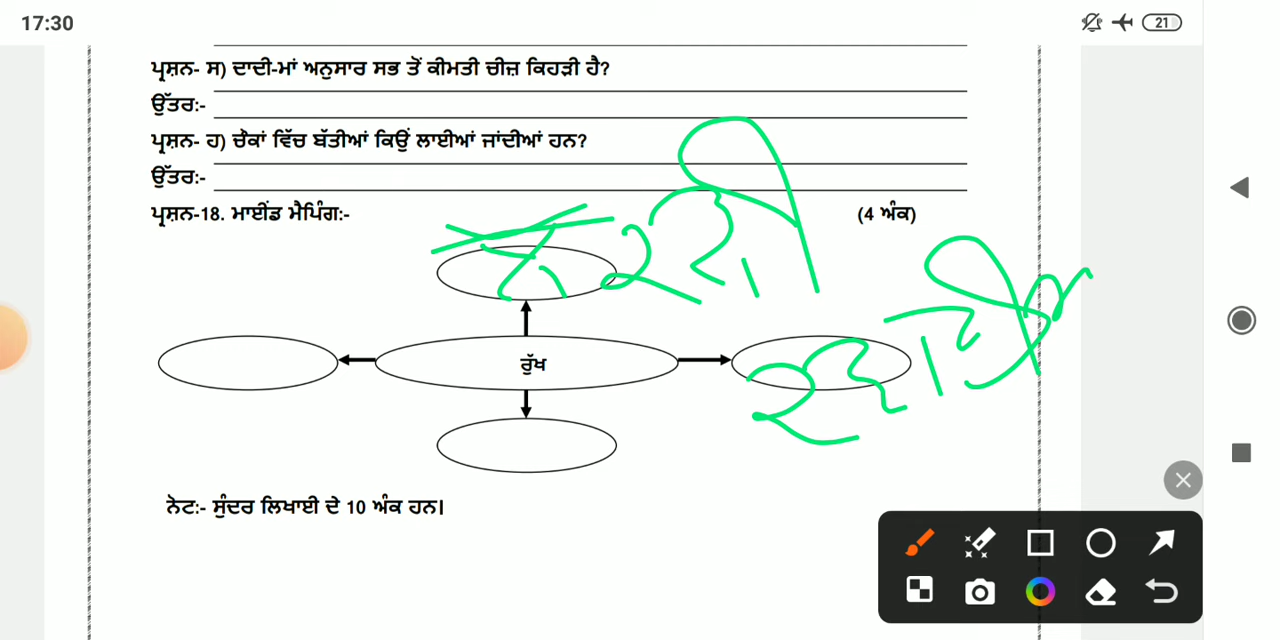 17:30
21
ਪ੍ਰਸ਼ਨ- ਸ) ਦਾਦੀ-ਮਾਂ ਅਨੁਸਾਰ ਸਭ ਤੋਂ ਕੀਮਤੀ ਚੀਜ਼ ਕਿਹੜੀ ਹੈ?
ਉੱਤਰ:-
ਪ੍ਰਸ਼ਨ- ਹ) ਚੌਕਾਂ ਵਿੱਚ ਬੱਤੀਆਂ ਕਿਉਂ ਲਾਈਆਂ ਜਾਂਦੀਆਂ ਹਨ?
ਉੱਤਰ:-
ਪ੍ਰਸ਼ਨ-18. ਮਾਈਂਡ ਮੈਪਿੰਗ:-
(4 ਅੰਕ)
ਰੁੱਖ
ਨੋਟ:- ਸੁੰਦਰ ਲਿਖਾਈ ਦੇ 10 ਅੰਕ ਹਨ।